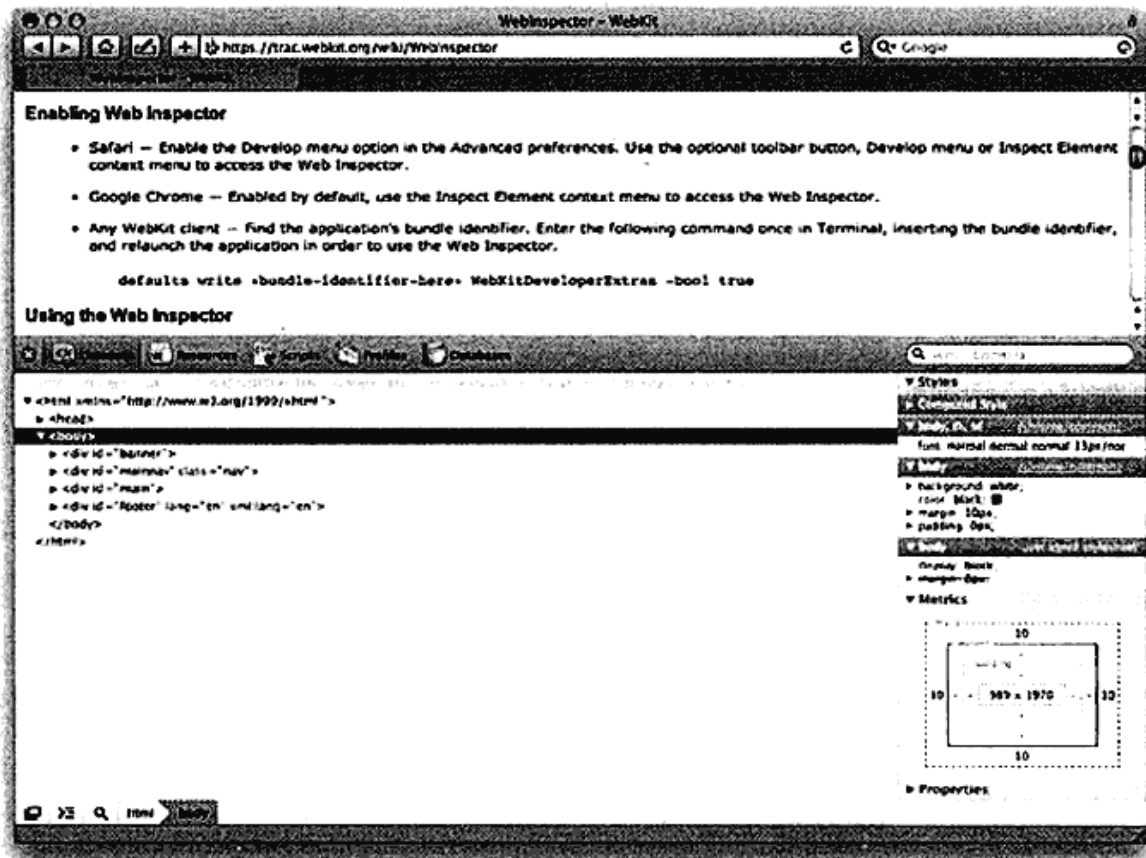 WebInspector – WebKit
https://trac.webkit.org/wiki/WebInspector
Google
Enabling Web Inspector
• Safari — Enable the Develop menu option in the Advanced preferences. Use the optional toolbar button, Develop menu or Inspect Element
context menu to access the Web Inspector.
• Google Chrome — Enabled by default, use the Inspect Element context menu to access the Web Inspector.
• Any WebKit client — Find the application's bundle identifier. Enter the following command once in Terminal, inserting the bundle identifier,
and relaunch the application in order to use the Web Inspector.
defaults write <bundle-identifier-here> WebKitDeveloperExtras -bool true
Using the Web Inspector
Elements Resources Scripts Profiles Databases
▼ Styles
▼ <html xmlns="http://www.w3.org/1999/xhtml">
▶ Computed Style
▶ <head>
▼ <body>
▶ <div id="banner">
▶ <div id="mainnav" class="nav">
▼ body
▶ <div id="main">
▶ background: white;
▶ <div id="footer" lang="en" xml:lang="en">
color: black;
▶ margin: 10px;
</body>
▶ padding: 0px;
</html>
▼ body user agent stylesheet
display: block;
▶ margin: 8px;
▼ Metrics
10
10 989 x 1970 10
10
▶ Properties
html body